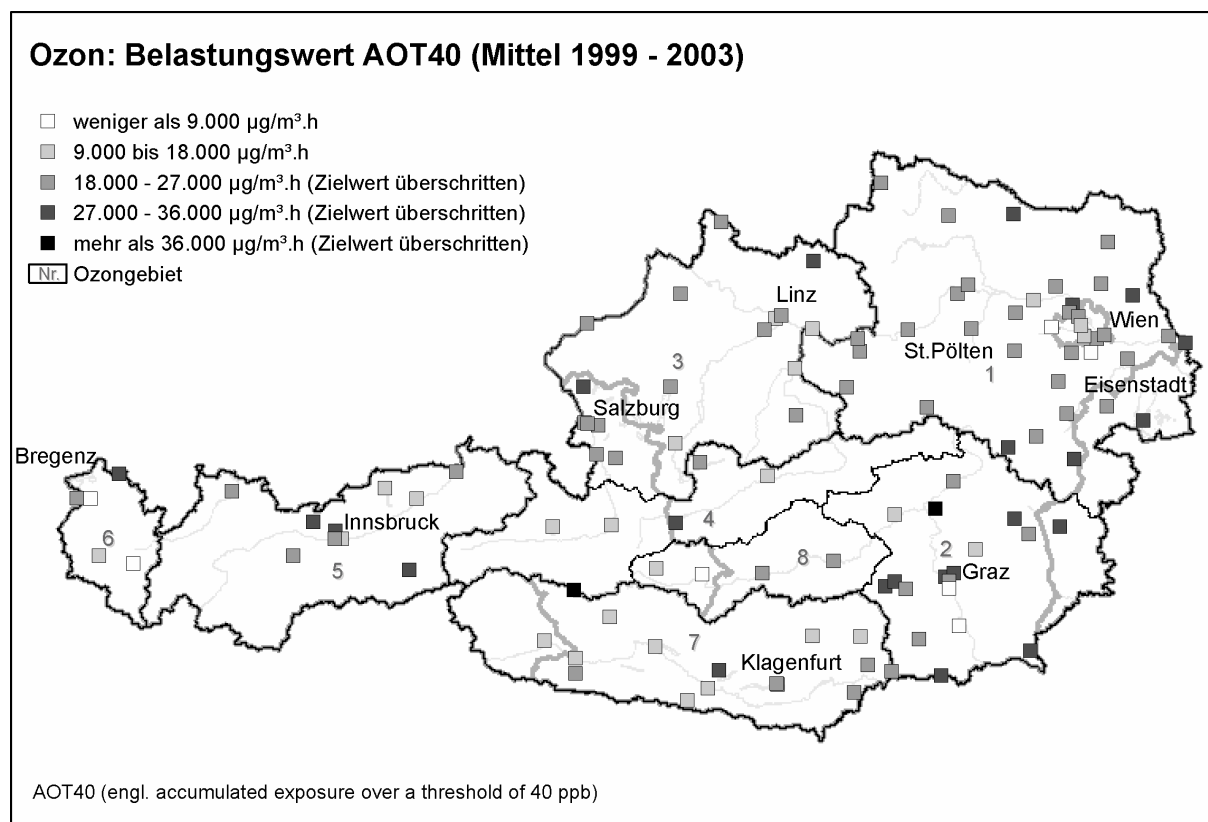 Ozon: Belastungswert AOT40 (Mittel 1999 - 2003)
weniger als 9.000 µg/m³.h
9.000 bis 18.000 µg/m³.h
18.000 - 27.000 µg/m³.h (Zielwert überschritten)
27.000 - 36.000 µg/m³.h (Zielwert überschritten)
mehr als 36.000 µg/m³.h (Zielwert überschritten)
Nr. Ozongebiet
Linz
Wien
St.Pölten
3
1
Eisenstadt
Salzburg
Bregenz
Innsbruck
4
6
5
8
2
Graz
7
Klagenfurt
AOT40 (engl. accumulated exposure over a threshold of 40 ppb)